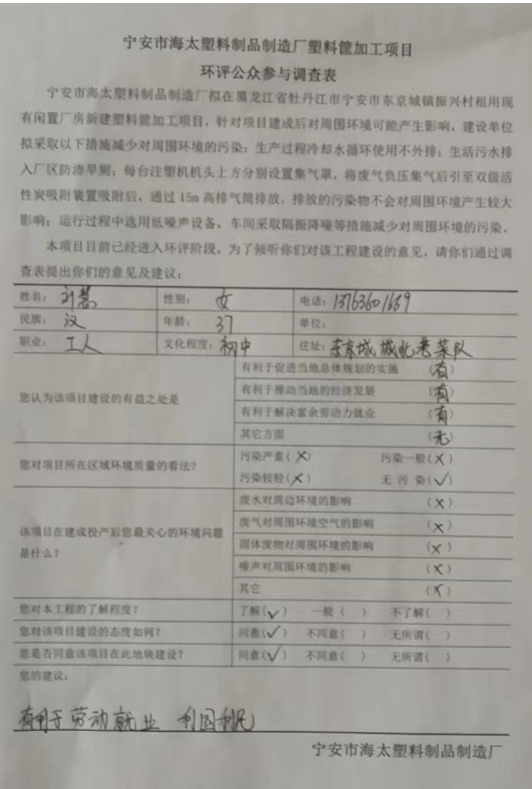 宁安市海太塑料制品制造厂塑料筐加工项目
环评公众参与调查表
宁安市海太塑料制品制造厂拟在黑龙江省牡丹江市宁安市东京城镇振兴村租用现
有闲置厂房新建塑料筐加工项目,针对项目建成后对周围环境可能产生影响,建设单位
拟采取以下措施减少对周围环境的污染:生产过程冷却水循环使用不外排;生活污水排
入厂区防渗旱厕;每台注塑机机头上方分别设置集气罩,将废气负压集气后引至双级活
性炭吸附装置吸附后,通过 15m 高排气筒排放,排放的污染物不会对周围环境产生较大
影响;运行过程中选用低噪声设备,车间采取隔振降噪等措施减少对周围环境的污染。
本项目目前已经进入环评阶段,为了倾听你们对该工程建设的意见,请你们通过调
查表提出你们的意见及建议:
姓名: 刘慧 性别: 女 电话: 13763601639
民族: 汉 年龄: 37 单位:
职业: 工人 文化程度: 初中 住址: 东京城城北老菜队
您认为该项目建设的有益之处是
有利于促进当地总体规划的实施 (有)
有利于推动当地的经济发展 (有)
有利于解决富余劳动力就业 (有)
其它方面 (无)
您对项目所在区域环境质量的看法?
污染严重(×) 污染一般(×)
污染较轻(×) 无污染(√)
该项目在建成投产后您最关心的环境问题
是什么?
废水对周边环境的影响 (×)
废气对周围环境空气的影响 (×)
固体废物对周围环境的影响 (×)
噪声对周围环境的影响 (×)
其它 (×)
您对本工程的了解程度? 了解(√) 一般( ) 不了解( )
您对该项目建设的态度如何? 同意(√) 不同意( ) 无所谓( )
您是否同意该项目在此地块建设? 同意(√) 不同意( ) 无所谓( )
您的建议:
有利于劳动就业 利国利民
宁安市海太塑料制品制造厂